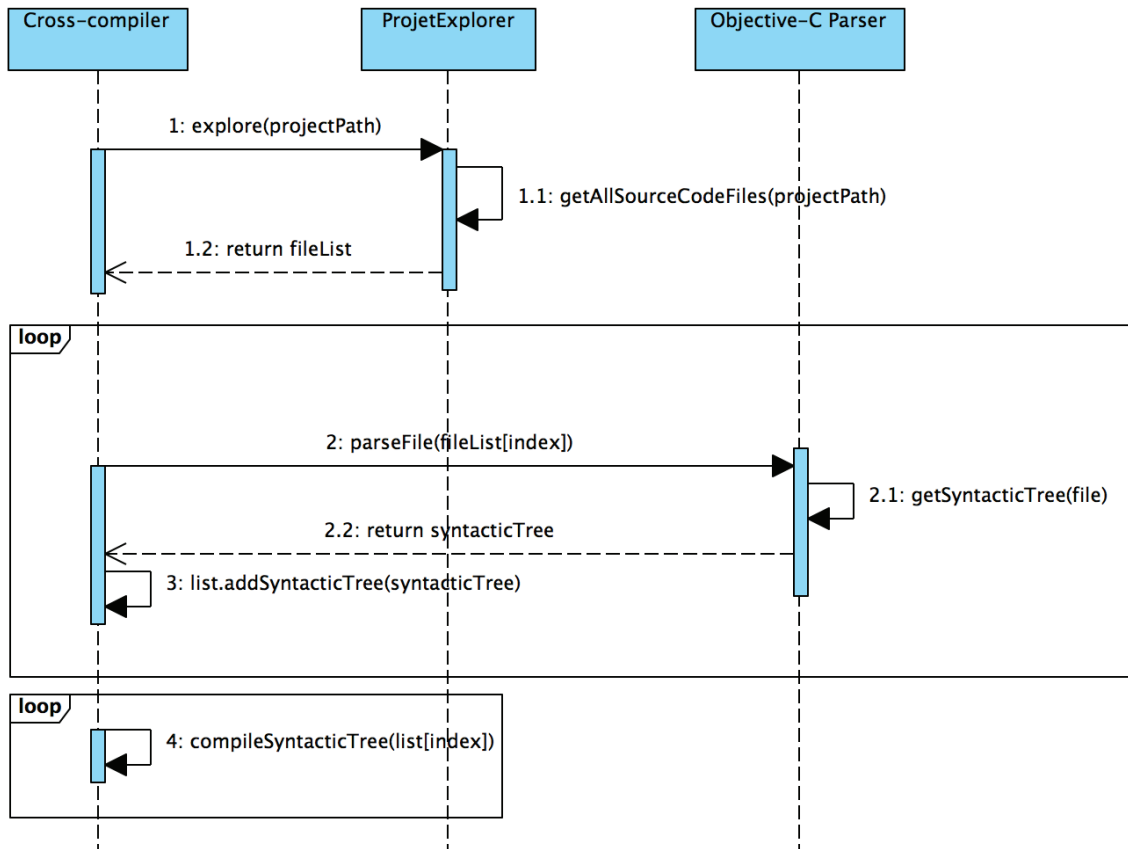 Cross-compiler
ProjetExplorer
Objective-C Parser
1: explore(projectPath)
1.1: getAllSourceCodeFiles(projectPath)
1.2: return fileList
loop
2: parseFile(fileList[index])
2.1: getSyntacticTree(file)
2.2: return syntacticTree
3: list.addSyntacticTree(syntacticTree)
loop
4: compileSyntacticTree(list[index])